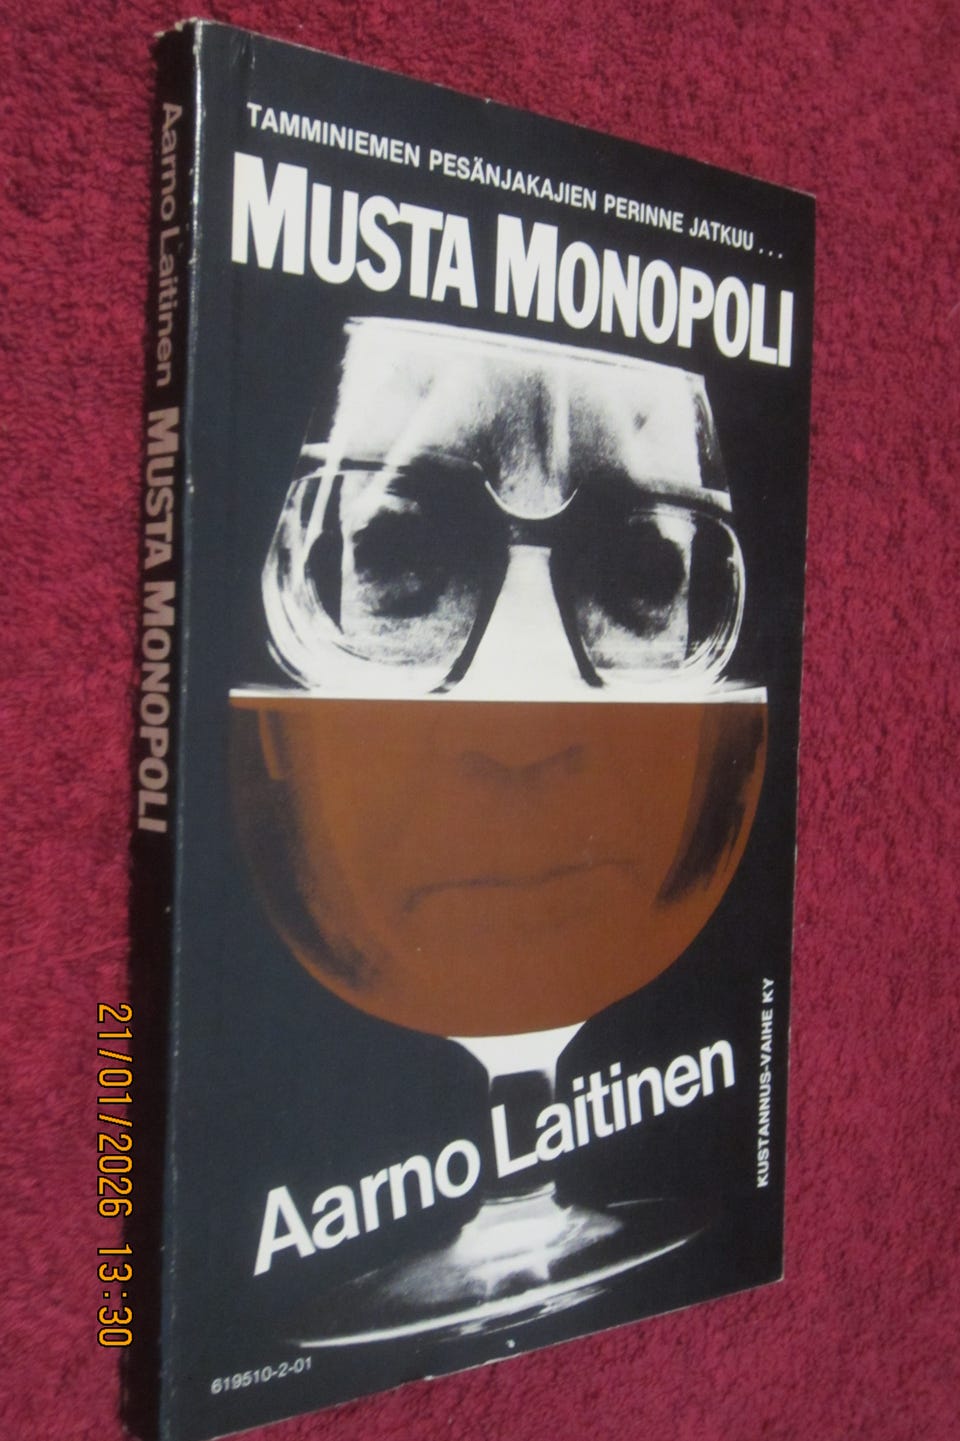 TAMMINIEMEN PESÄNJAKAJIEN PERINNE JATKUU...
MUSTA MONOPOLI
Aarno Laitinen
KUSTANNUS-VAIHE KY
619510-2-01
Aarno Laitinen MUSTA MONOPOLI
21/01/2026 13:30